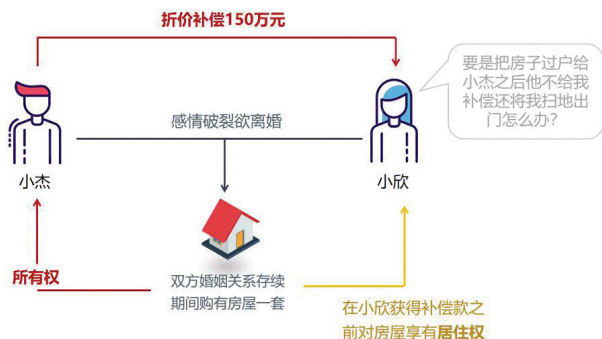 折价补偿150万元
要是把房子过户给
小杰之后他不给我
补偿还将我扫地出
门怎么办？
感情破裂欲离婚
小杰
小欣
所有权
双方婚姻关系存续
期间购有房屋一套
在小欣获得补偿款之
前对房屋享有居住权